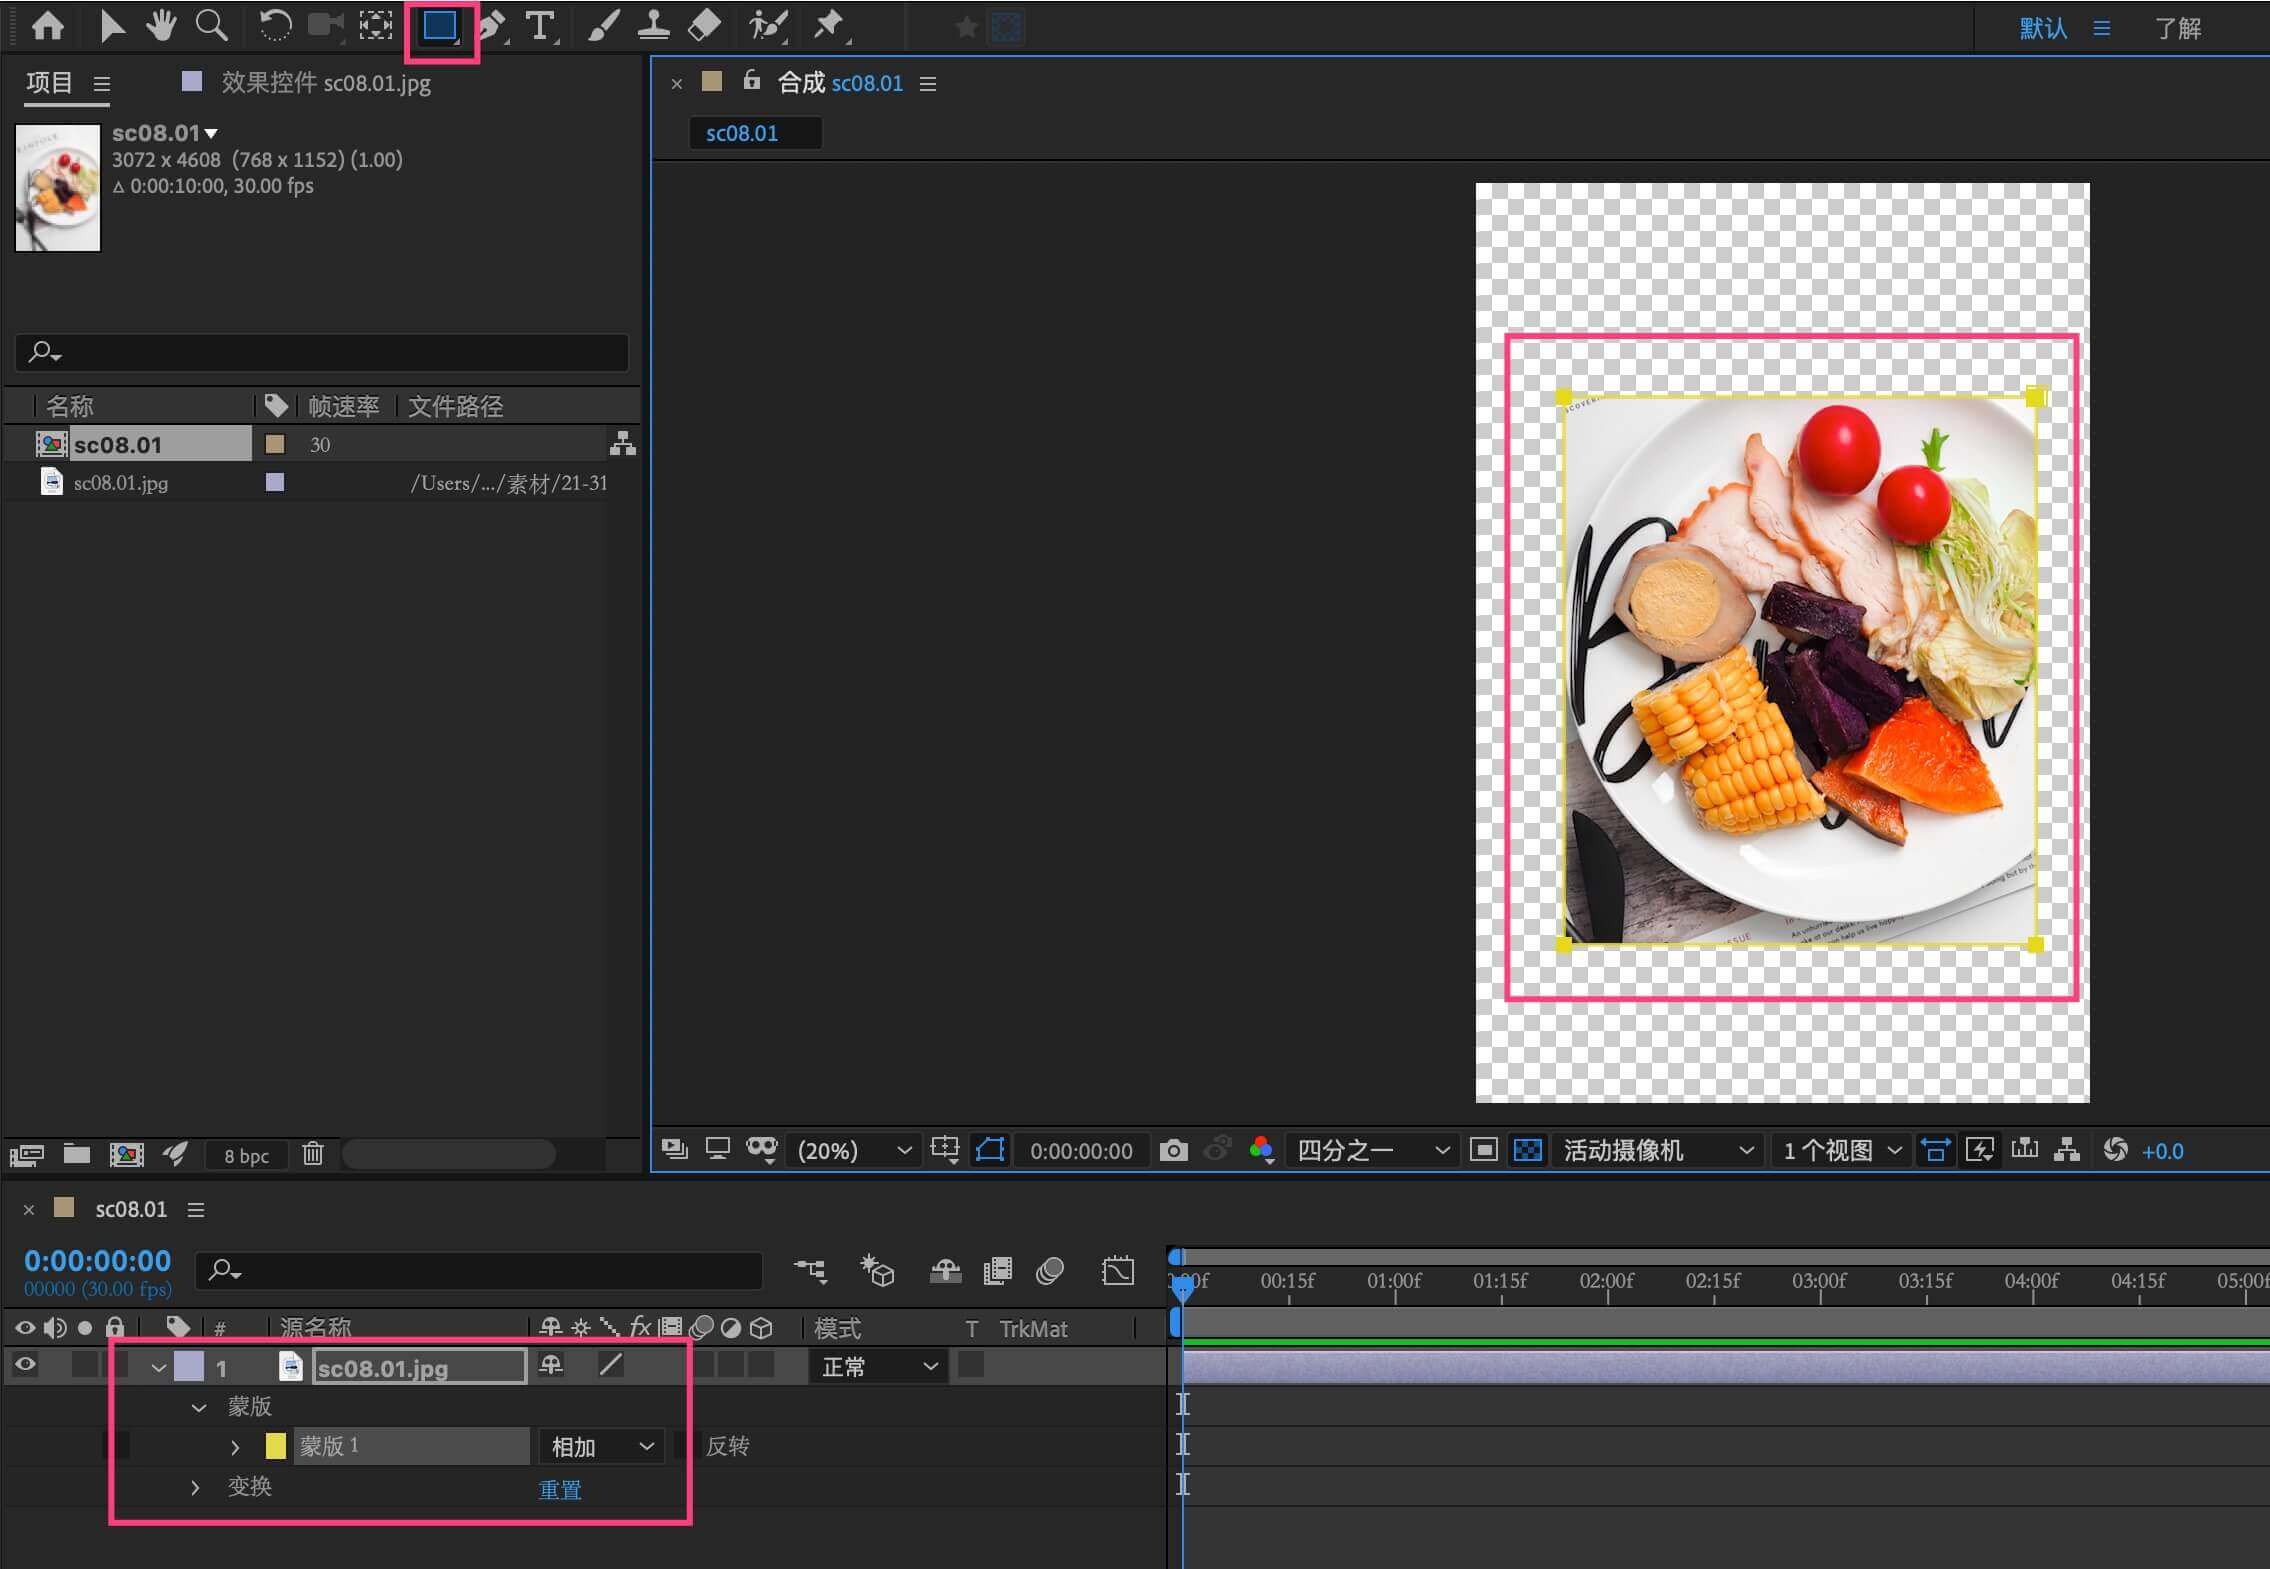 T
默认
了解
项目
效果控件 sc08.01.jpg
合成 sc08.01
sc08.01
sc08.01
3072 x 4608 (768 x 1152) (1.00)
△ 0:00:10:00, 30.00 fps
名称
帧速率
文件路径
sc08.01
30
sc08.01.jpg
/Users/.../素材/21-31
ISSUE
8 bpc
(20%)
0:00:00:00
四分之一
活动摄像机
1 个视图
+0.0
sc08.01
0:00:00:00
00000 (30.00 fps)
00:15f
01:00f
01:15f
02:00f
02:15f
03:00f
03:15f
04:00f
04:15f
05:00f
#
源名称
fx
模式
T TrkMat
1
sc08.01.jpg
正常
蒙版
蒙版 1
相加
反转
变换
重置